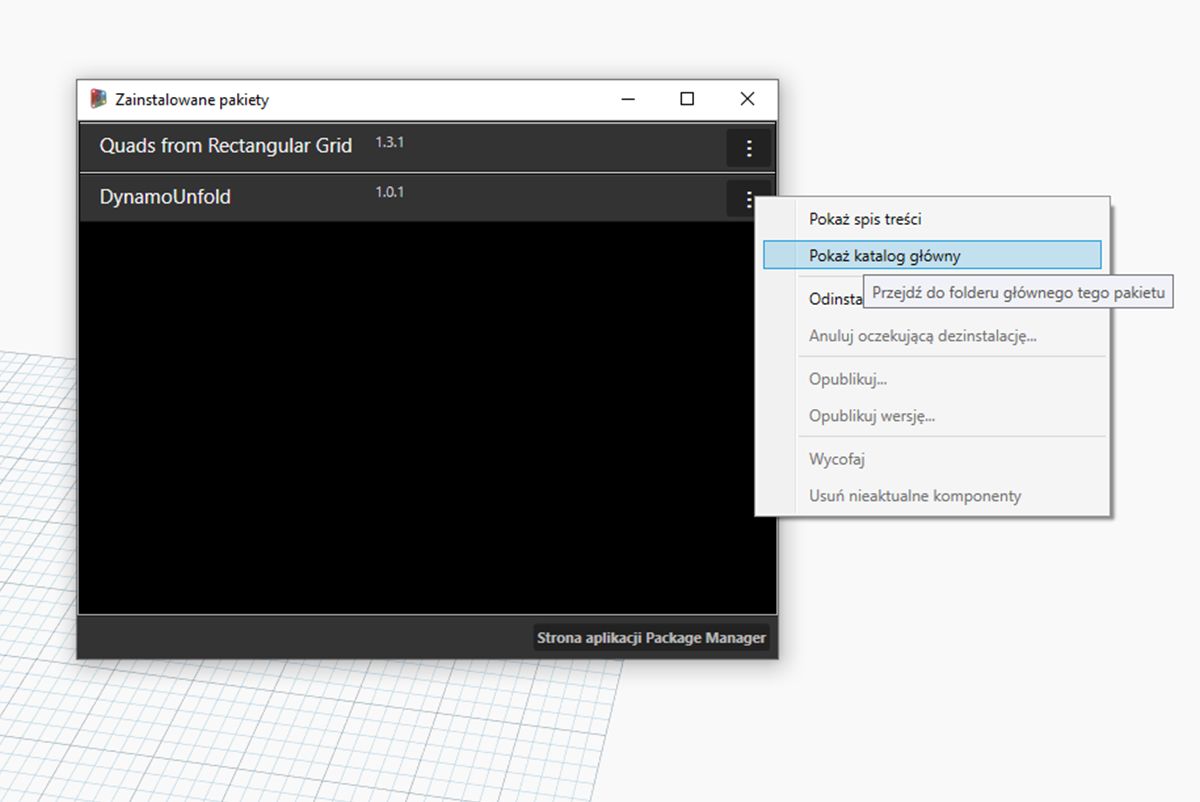 Zainstalowane pakiety
Quads from Rectangular Grid 1.3.1
DynamoUnfold 1.0.1
Pokaż spis treści
Pokaż katalog główny
Przejdź do folderu głównego tego pakietu
Odinsta
Anuluj oczekującą dezinstalację...
Opublikuj...
Opublikuj wersję...
Wycofaj
Usuń nieaktualne komponenty
Strona aplikacji Package Manager